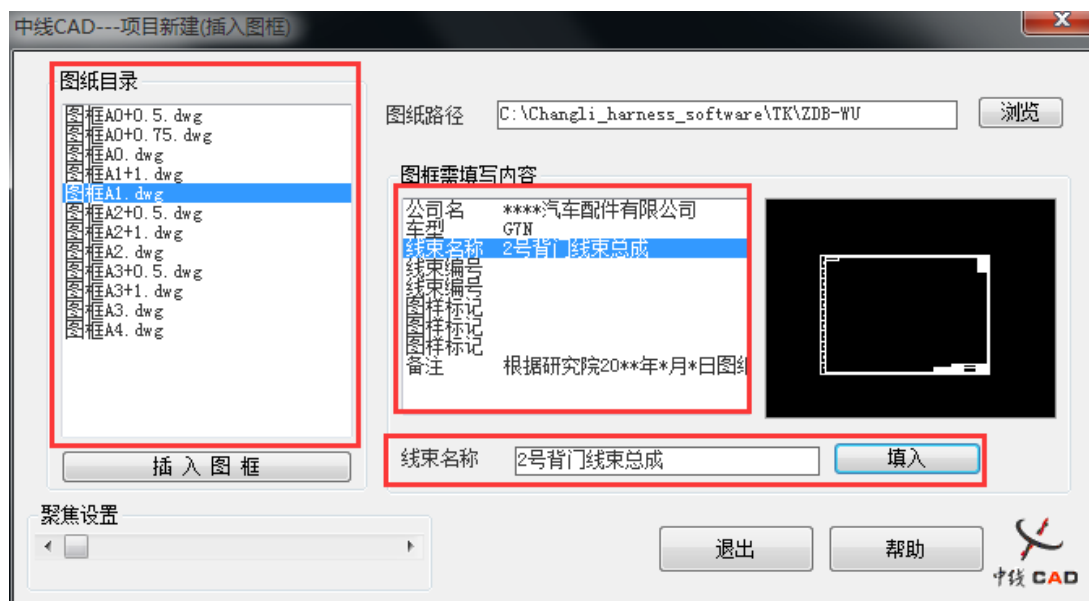 中线CAD---项目新建(插入图框)
图纸目录
图框A0+0.5.dwg
图框A0+0.75.dwg
图框A0.dwg
图框A1+1.dwg
图框A1.dwg
图框A2+0.5.dwg
图框A2+1.dwg
图框A2.dwg
图框A3+0.5.dwg
图框A3+1.dwg
图框A3.dwg
图框A4.dwg
插入图框
图纸路径 C:\Changli_harness_software\TK\ZDB-WU 浏览
图框需填写内容
公司名 ****汽车配件有限公司
车型 G7N
线束名称 2号背门线束总成
线束编号
线束编号
图样标记
图样标记
图样标记
备注 根据研究院20**年*月*日图纸
线束名称 2号背门线束总成 填入
聚焦设置
退出 帮助
中线CAD